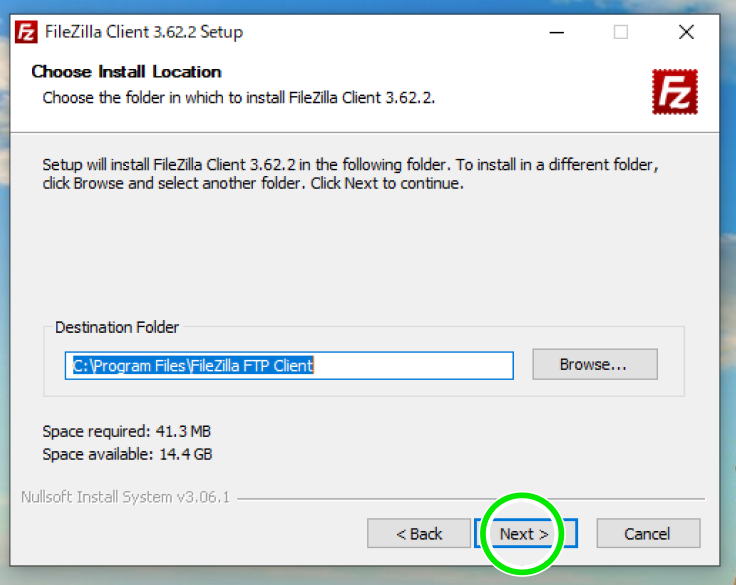 FileZilla Client 3.62.2 Setup
Choose Install Location
Choose the folder in which to install FileZilla Client 3.62.2.
Fz
Setup will install FileZilla Client 3.62.2 in the following folder. To install in a different folder,
click Browse and select another folder. Click Next to continue.
Destination Folder
C:\Program Files\FileZilla FTP Client
Browse...
Space required: 41.3 MB
Space available: 14.4 GB
Nullsoft Install System v3.06.1
< Back
Next >
Cancel